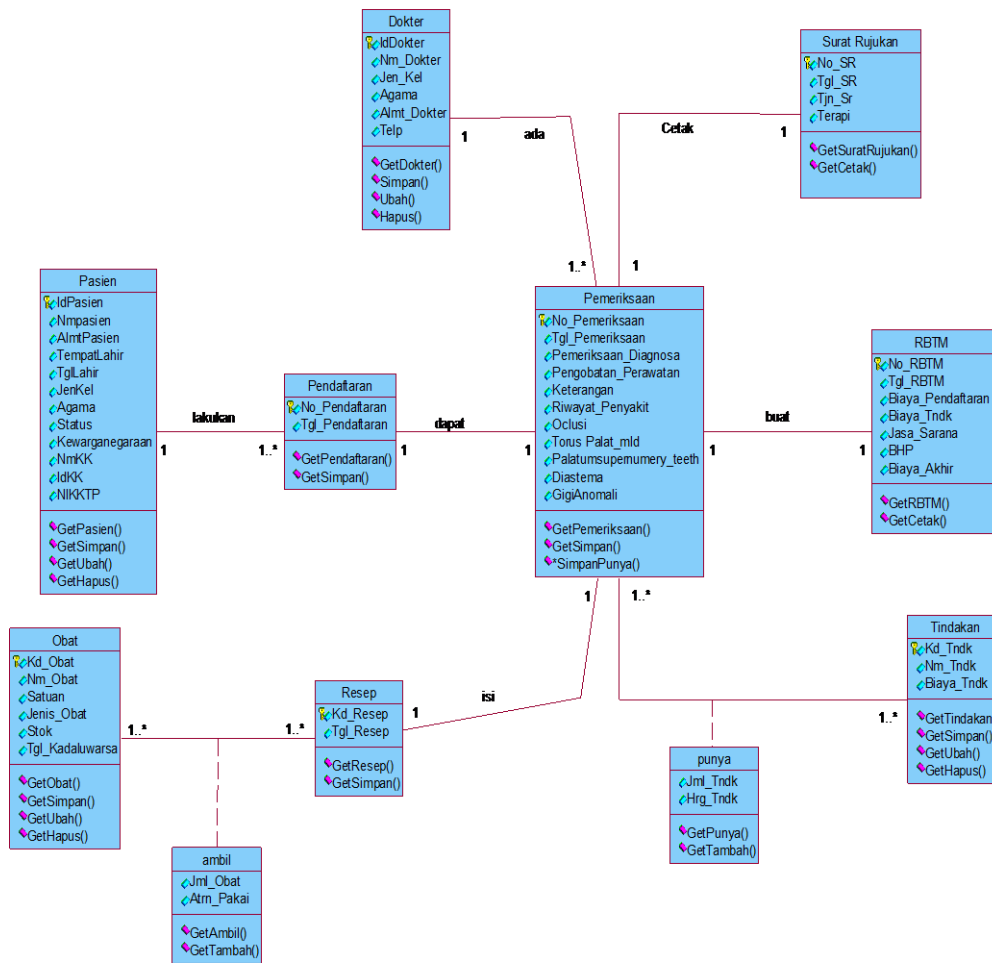 Dokter
IdDokter
Nm_Dokter
Jen_Kel
Agama
Almt_Dokter
Telp
GetDokter()
Simpan()
Ubah()
Hapus()
Surat Rujukan
No_SR
Tgl_SR
Tjn_Sr
Terapi
GetSuratRujukan()
GetCetak()
1
ada
1..*
Cetak
1
1
Pasien
IdPasien
Nmpasien
AlmtPasien
TempatLahir
TglLahir
JenKel
Agama
Status
Kewarganegaraan
NmKK
IdKK
NIKKTP
GetPasien()
GetSimpan()
GetUbah()
GetHapus()
lakukan
1
1..*
Pendaftaran
No_Pendaftaran
Tgl_Pendaftaran
GetPendaftaran()
GetSimpan()
dapat
1
1
Pemeriksaan
No_Pemeriksaan
Tgl_Pemeriksaan
Pemeriksaan_Diagnosa
Pengobatan_Perawatan
Keterangan
Riwayat_Penyakit
Oclusi
Torus Palat_mld
Palatumsupernumery_teeth
Diastema
GigiAnomali
GetPemeriksaan()
GetSimpan()
*SimpanPunya()
buat
1
1
RBTM
No_RBTM
Tgl_RBTM
Biaya_Pendaftaran
Biaya_Tndk
Jasa_Sarana
BHP
Biaya_Akhir
GetRBTM()
GetCetak()
Obat
Kd_Obat
Nm_Obat
Satuan
Jenis_Obat
Stok
Tgl_Kadaluwarsa
GetObat()
GetSimpan()
GetUbah()
GetHapus()
1..*
1..*
Resep
Kd_Resep
Tgl_Resep
GetResep()
GetSimpan()
1
isi
1
1..*
1..*
Tindakan
Kd_Tndk
Nm_Tndk
Biaya_Tndk
GetTindakan
GetSimpan()
GetUbah()
GetHapus()
punya
Jml_Tndk
Hrg_Tndk
GetPunya()
GetTambah()
ambil
Jml_Obat
Atrn_Pakai
GetAmbil()
GetTambah()